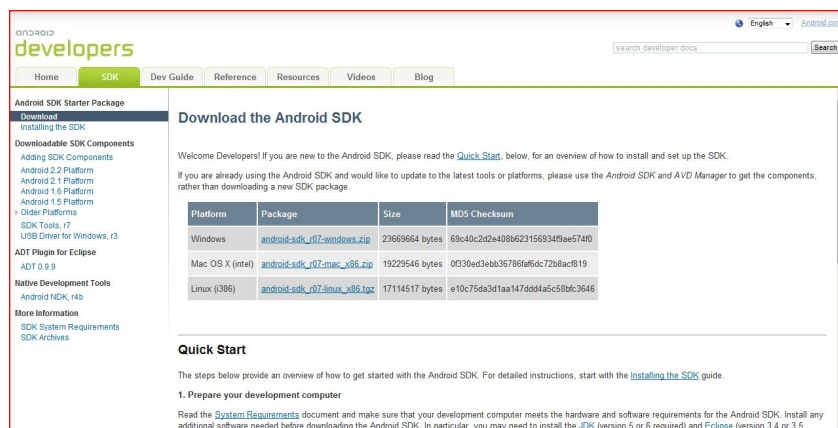 English
Android.com
android
developers
search developer docs
Search
Home
SDK
Dev Guide
Reference
Resources
Videos
Blog
Android SDK Starter Package
Download
Installing the SDK
Downloadable SDK Components
Adding SDK Components
Android 2.2 Platform
Android 2.1 Platform
Android 1.6 Platform
Android 1.5 Platform
Older Platforms
SDK Tools, r7
USB Driver for Windows, r3
ADT Plugin for Eclipse
ADT 0.9.9
Native Development Tools
Android NDK, r4b
More Information
SDK System Requirements
SDK Archives
Download the Android SDK
Welcome Developers! If you are new to the Android SDK, please read the Quick Start, below, for an overview of how to install and set up the SDK.
If you are already using the Android SDK and would like to update to the latest tools or platforms, please use the Android SDK and AVD Manager to get the components,
rather than downloading a new SDK package.
Platform Package Size MD5 Checksum
Windows android-sdk_r07-windows.zip 23669664 bytes 69c40c2d2e408b623156934f9ae574f0
Mac OS X (intel) android-sdk_r07-mac_x86.zip 19229546 bytes 0f330ed3ebb36786faf6dc72b8acf819
Linux (i386) android-sdk_r07-linux_x86.tgz 17114517 bytes e10c75da3d1aa147ddd4a5c58bfc3646
Quick Start
The steps below provide an overview of how to get started with the Android SDK. For detailed instructions, start with the Installing the SDK guide.
1. Prepare your development computer
Read the System Requirements document and make sure that your development computer meets the hardware and software requirements for the Android SDK. Install any
additional software needed before downloading the Android SDK. In particular, you may need to install the JDK (version 5 or 6 required) and Eclipse (version 3.4 or 3.5,